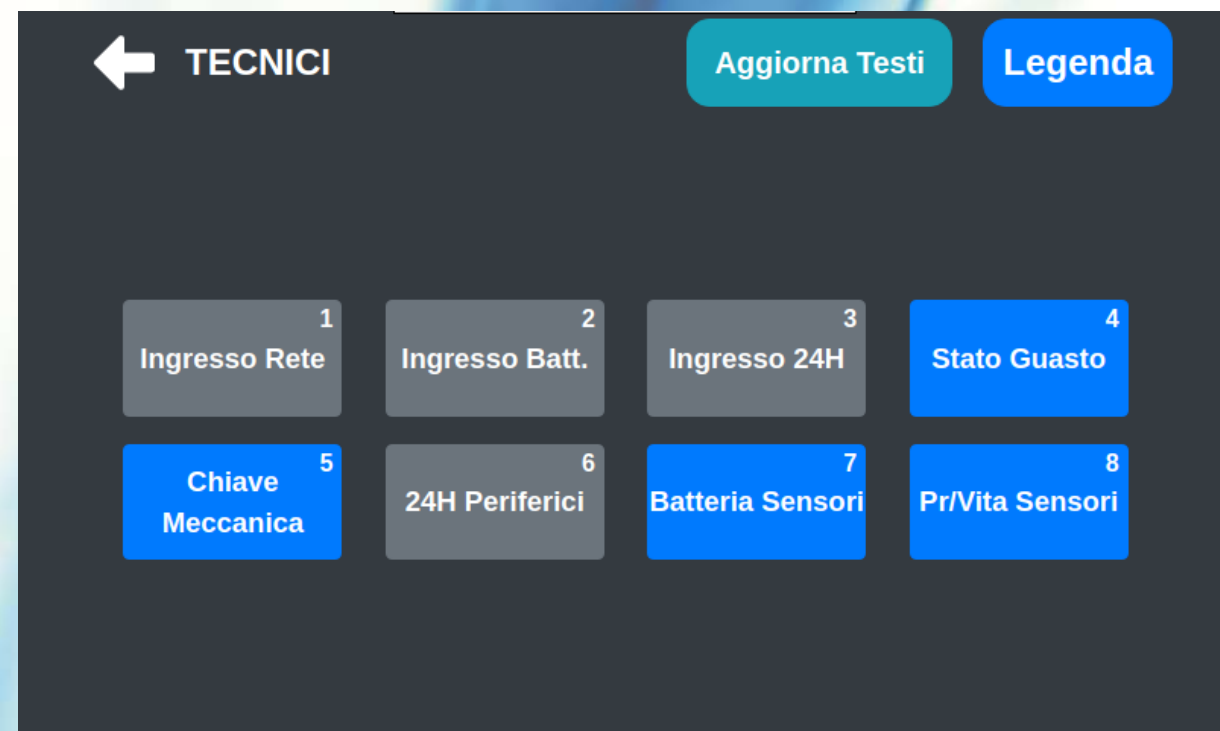 TECNICI
Aggiorna Testi
Legenda
1
Ingresso Rete
2
Ingresso Batt.
3
Ingresso 24H
4
Stato Guasto
5
Chiave
Meccanica
6
24H Periferici
7
Batteria Sensori
8
Pr/Vita Sensori